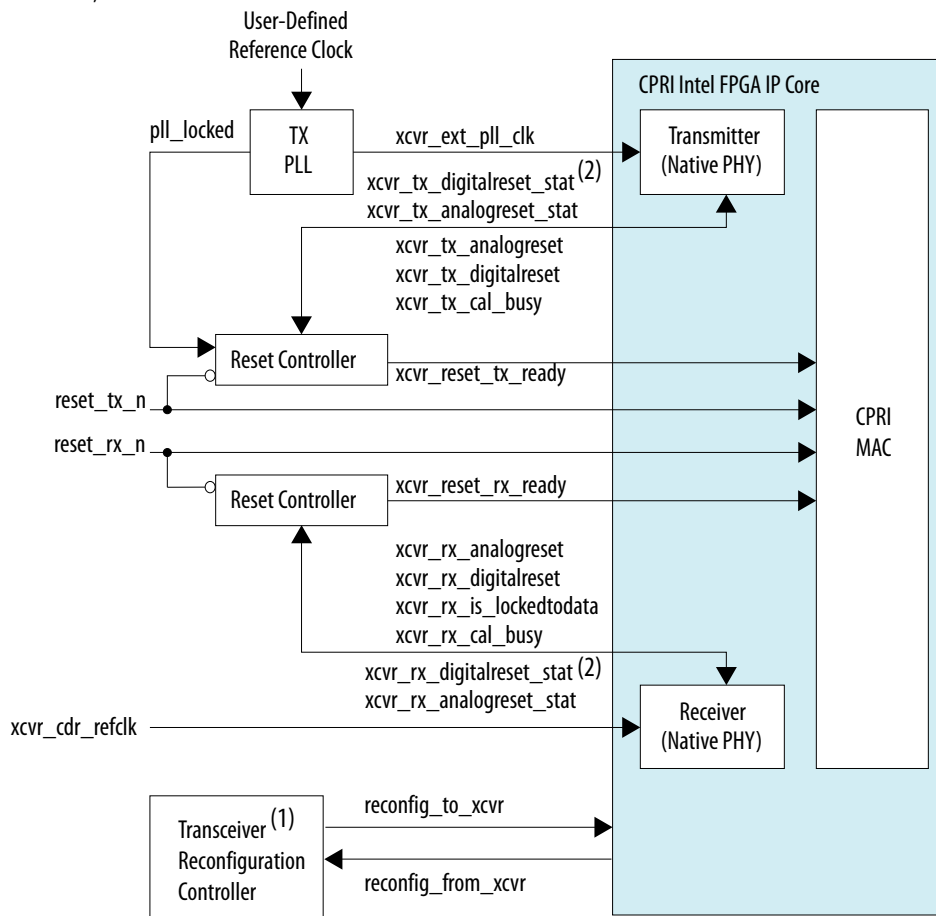 User-Defined
Reference Clock
CPRI Intel FPGA IP Core
pll_locked
TX
PLL
xcvr_ext_pll_clk
Transmitter
(Native PHY)
xcvr_tx_digitalreset_stat (2)
xcvr_tx_analogreset_stat
xcvr_tx_analogreset
xcvr_tx_digitalreset
xcvr_tx_cal_busy
Reset Controller
xcvr_reset_tx_ready
reset_tx_n
CPRI
MAC
reset_rx_n
Reset Controller
xcvr_reset_rx_ready
xcvr_rx_analogreset
xcvr_rx_digitalreset
xcvr_rx_is_lockedtodata
xcvr_rx_cal_busy
xcvr_rx_digitalreset_stat (2)
xcvr_rx_analogreset_stat
xcvr_cdr_refclk
Receiver
(Native PHY)
Transceiver (1)
Reconfiguration
Controller
reconfig_to_xcvr
reconfig_from_xcvr